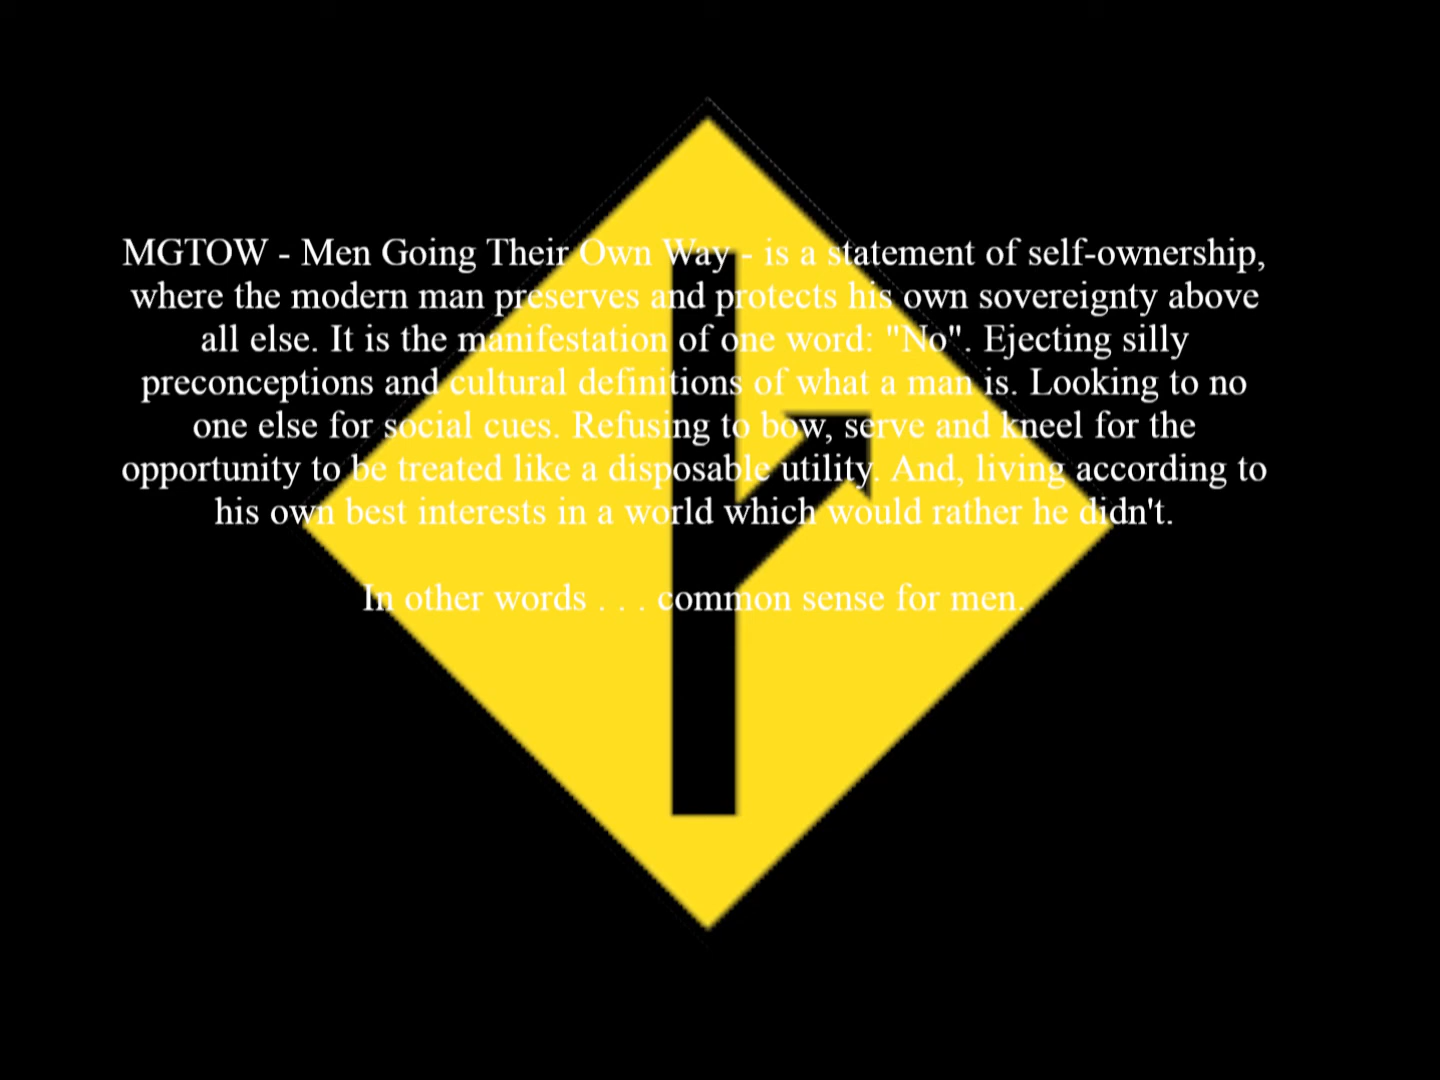 MGTOW - Men Going Their Own Way - is a statement of self-ownership,
where the modern man preserves and protects his own sovereignty above
all else. It is the manifestation of one word: "No". Ejecting silly
preconceptions and cultural definitions of what a man is. Looking to no
one else for social cues. Refusing to bow, serve and kneel for the
opportunity to be treated like a disposable utility. And, living according to
his own best interests in a world which would rather he didn't.
In other words . . . common sense for men.